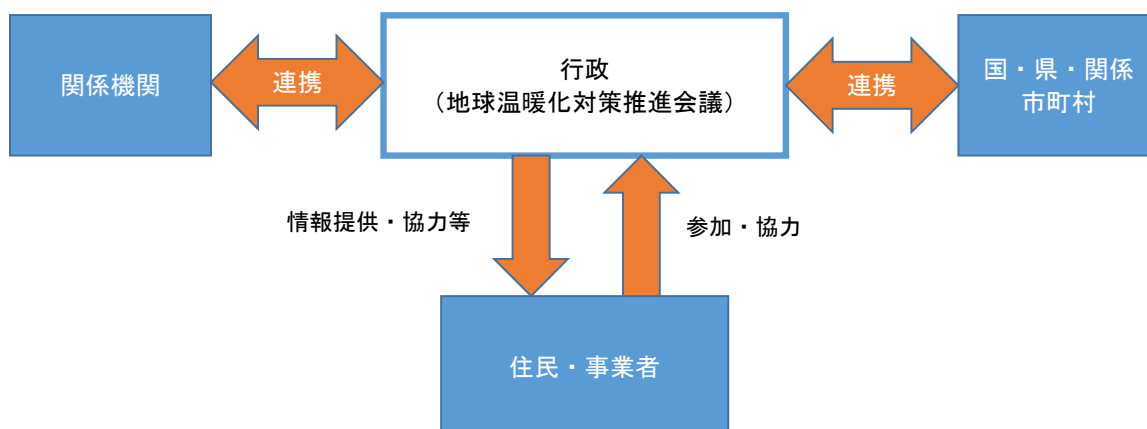 関係機関
連携
行政
（地球温暖化対策推進会議）
連携
国・県・関係
市町村
情報提供・協力等
参加・協力
住民・事業者